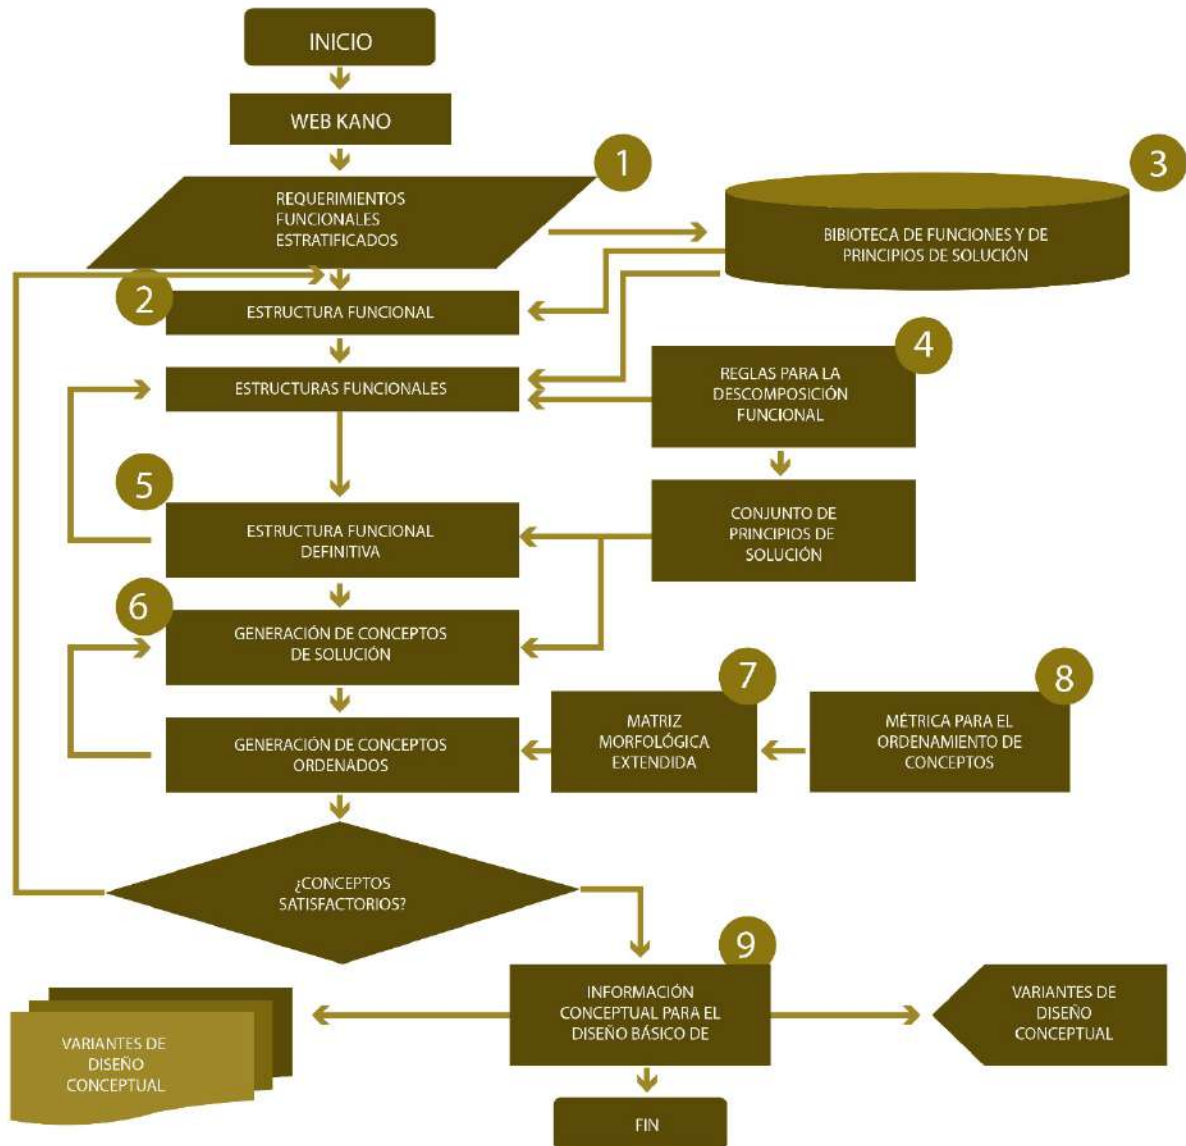 INICIO
WEB KANO
1
REQUERIMIENTOS
FUNCIONALES
ESTRATIFICADOS
3
BIBIOTECA DE FUNCIONES Y DE
PRINCIPIOS DE SOLUCIÓN
2
ESTRUCTURA FUNCIONAL
ESTRUCTURAS FUNCIONALES
4
REGLAS PARA LA
DESCOMPOSICIÓN
FUNCIONAL
5
ESTRUCTURA FUNCIONAL
DEFINITIVA
CONJUNTO DE
PRINCIPIOS DE
SOLUCIÓN
6
GENERACIÓN DE CONCEPTOS
DE SOLUCIÓN
GENERACIÓN DE CONCEPTOS
ORDENADOS
7
MATRIZ
MORFOLÓGICA
EXTENDIDA
8
MÉTRICA PARA EL
ORDENAMIENTO DE
CONCEPTOS
¿CONCEPTOS
SATISFACTORIOS?
9
INFORMACIÓN
CONCEPTUAL PARA EL
DISEÑO BÁSICO DE
VARIANTES DE
DISEÑO
CONCEPTUAL
VARIANTES DE
DISEÑO
CONCEPTUAL
FIN